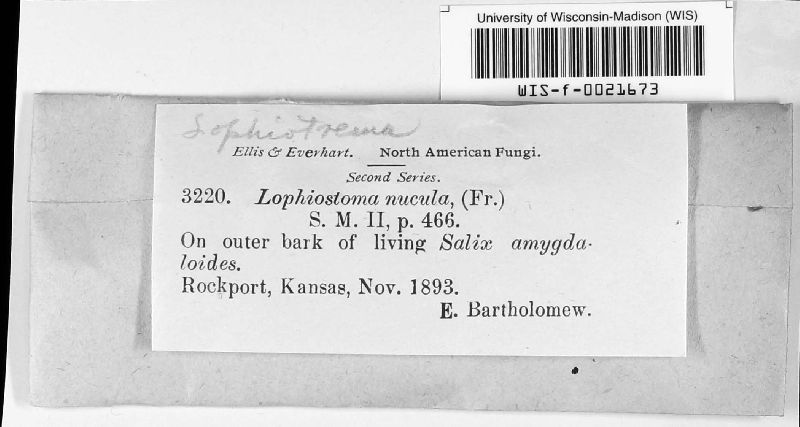 University of Wisconsin-Madison (WIS)
WIS-f-0021673
Lophiotrema
Ellis & Everhart. North American Fungi.
Second Series.
3220. Lophiostoma nucula, (Fr.)
S. M. II, p. 466.
On outer bark of living Salix amygda-
loides.
Rockport, Kansas, Nov. 1893.
E. Bartholomew.